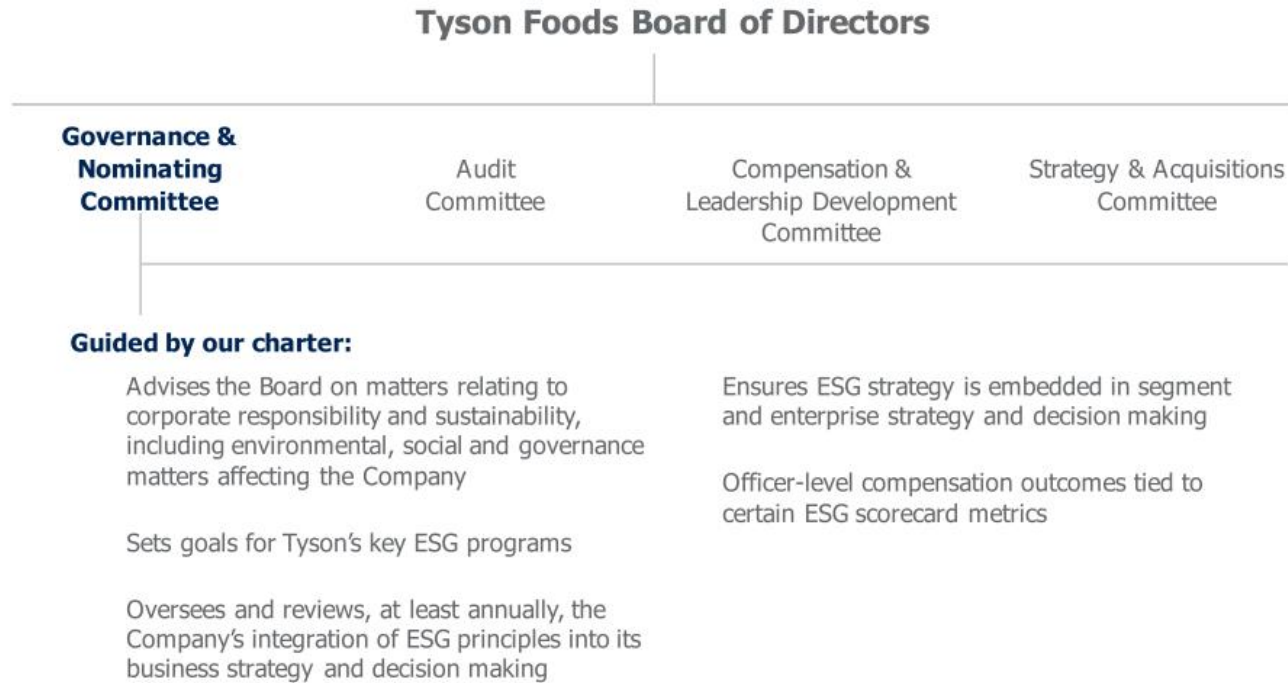 Tyson Foods Board of Directors
Governance &
Nominating
Committee
Audit
Committee
Compensation &
Leadership Development
Committee
Strategy & Acquisitions
Committee
Guided by our charter:
Advises the Board on matters relating to
corporate responsibility and sustainability,
including environmental, social and governance
matters affecting the Company
Sets goals for Tyson’s key ESG programs
Oversees and reviews, at least annually, the
Company’s integration of ESG principles into its
business strategy and decision making
Ensures ESG strategy is embedded in segment
and enterprise strategy and decision making
Officer-level compensation outcomes tied to
certain ESG scorecard metrics